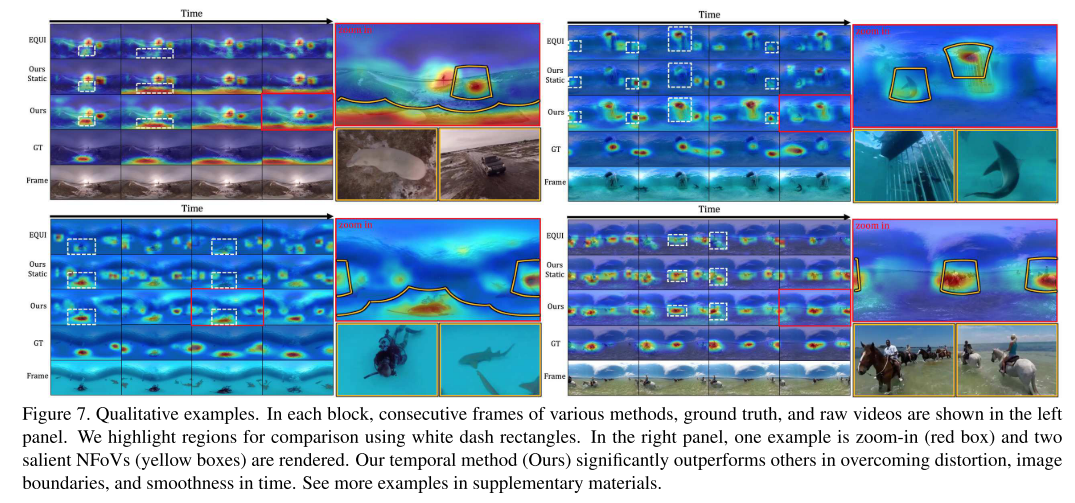 Time
EQUI
Ours
Static
Ours
GT
Frame
zoom in
Time
EQUI
Ours
Static
Ours
GT
Frame
zoom in
Time
EQUI
Ours
Static
Ours
GT
Frame
zoom in
Time
EQUI
Ours
Static
Ours
GT
Frame
zoom in
Figure 7. Qualitative examples. In each block, consecutive frames of various methods, ground truth, and raw videos are shown in the left
panel. We highlight regions for comparison using white dash rectangles. In the right panel, one example is zoom-in (red box) and two
salient NFoVs (yellow boxes) are rendered. Our temporal method (Ours) significantly outperforms others in overcoming distortion, image
boundaries, and smoothness in time. See more examples in supplementary materials.